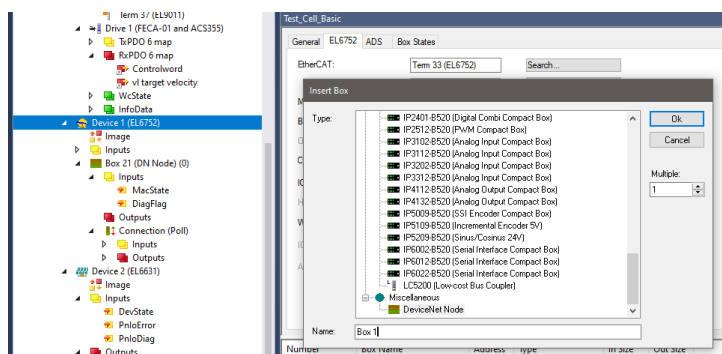 Term 37 (EL9011)
Drive 1 (FECA-01 and ACS355)
TxPDO 6 map
RxPDO 6 map
Controlword
vl target velocity
WcState
InfoData
Device 1 (EL6752)
Image
Inputs
Box 21 (DN Node) (0)
Inputs
MacState
DiagFlag
Outputs
Connection (Poll)
Inputs
Outputs
Device 2 (EL6631)
Image
Inputs
DevState
PnIoError
PnIoDiag
Outputs
Test_Cell_Basic
General EL6752 ADS Box States
EtherCAT: Term 33 (EL6752) Search...
Insert Box
Type:
IP2401-B520 (Digital Combi Compact Box)
IP2512-B520 (PWM Compact Box)
IP3102-B520 (Analog Input Compact Box)
IP3112-B520 (Analog Input Compact Box)
IP3202-B520 (Analog Input Compact Box)
IP3312-B520 (Analog Input Compact Box)
IP4112-B520 (Analog Output Compact Box)
IP4132-B520 (Analog Output Compact Box)
IP5009-B520 (SSI Encoder Compact Box)
IP5109-B520 (Incremental Encoder 5V)
IP5209-B520 (Sinus/Cosinus 24V)
IP6002-B520 (Serial Interface Compact Box)
IP6012-B520 (Serial Interface Compact Box)
IP6022-B520 (Serial Interface Compact Box)
LC5200 (Low-cost Bus Coupler)
Miscellaneous
DeviceNet Node
Ok
Cancel
Multiple:
1
Name: Box 1
Number Box Name Address Type In Size Out Size